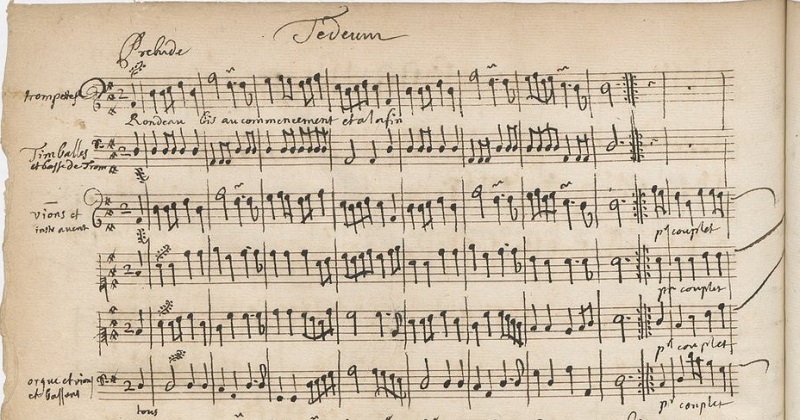 Tedeum
Prelude
trompettes
Rondeau bis au commencement et a la fin
Timballes
et basse de Trom
vions et
instruments
pr couplet
pr couplet
pr couplet
orgue et vions
et bassons
tous
pr couplet